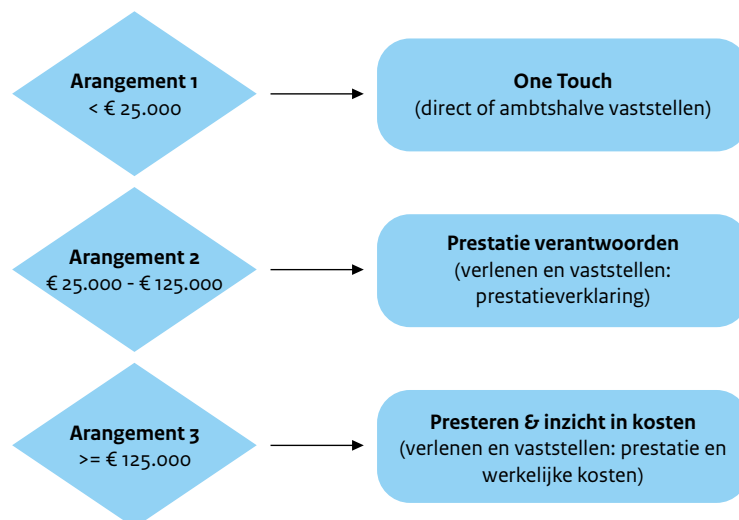 Arangement 1
< € 25.000
One Touch
(direct of ambtshalve vaststellen)
Arangement 2
€ 25.000 - € 125.000
Prestatie verantwoorden
(verlenen en vaststellen:
prestatieverklaring)
Arangement 3
>= € 125.000
Presteren & inzicht in kosten
(verlenen en vaststellen: prestatie en
werkelijke kosten)